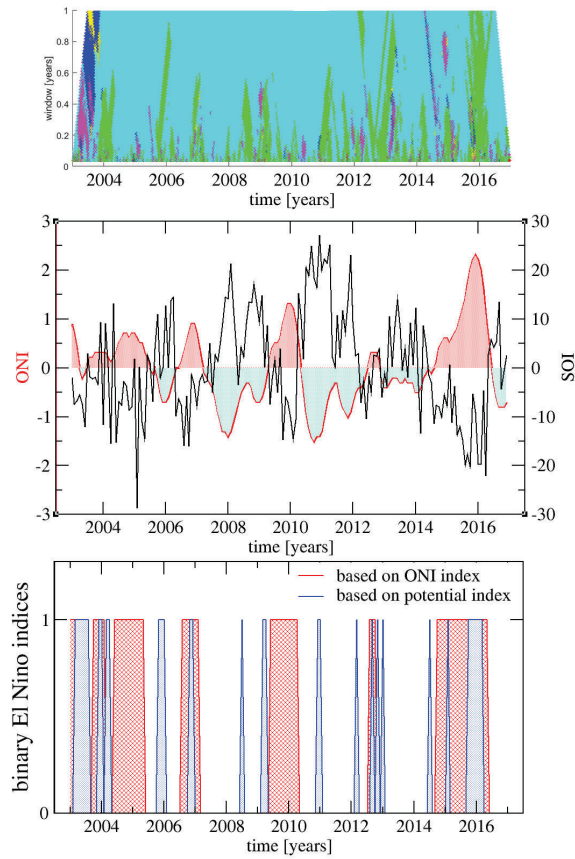 1
0.8
0.6
0.4
0.2
0
window [years]
2004 2006 2008 2010 2012 2014 2016
time [years]
3
2
1
0
-1
-2
-3
ONI
30
20
10
0
-10
-20
-30
SOI
2004 2006 2008 2010 2012 2014 2016
time [years]
based on ONI index
based on potential index
1
0
binary El Nino indices
2004 2006 2008 2010 2012 2014 2016
time [years]